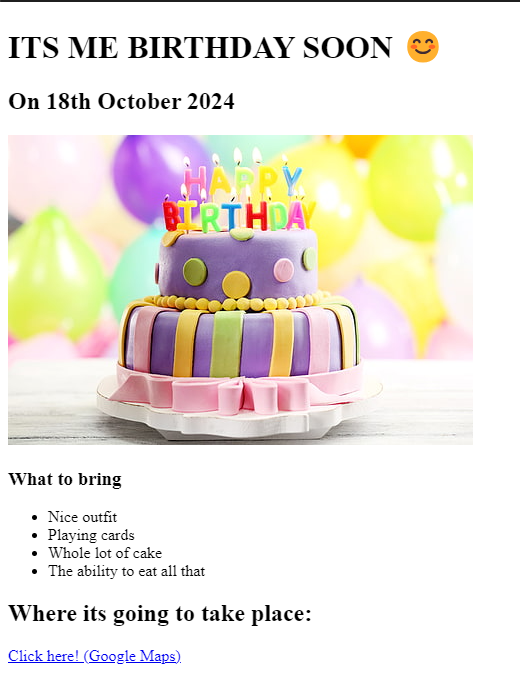 ITS ME BIRTHDAY SOON 😊
On 18th October 2024
HAPPY
BIRTHDAY
What to bring
Nice outfit
Playing cards
Whole lot of cake
The ability to eat all that
Where its going to take place:
Click here! (Google Maps)